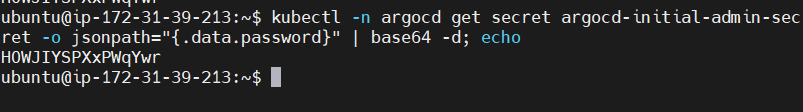 ubuntu@ip-172-31-39-213:~$ kubectl -n argocd get secret argocd-initial-admin-sec
ret -o jsonpath="{.data.password}" | base64 -d; echo
HOWJIYSPXxPWqYwr
ubuntu@ip-172-31-39-213:~$